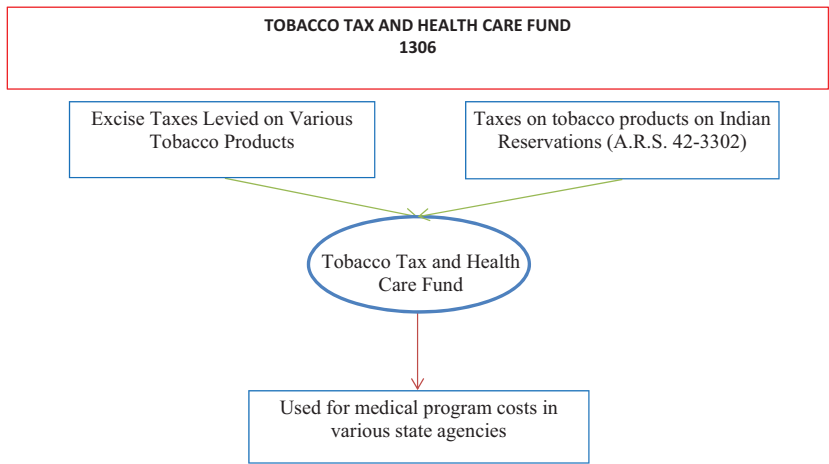 TOBACCO TAX AND HEALTH CARE FUND
1306
Excise Taxes Levied on Various
Tobacco Products
Taxes on tobacco products on Indian
Reservations (A.R.S. 42-3302)
Tobacco Tax and Health
Care Fund
Used for medical program costs in
various state agencies